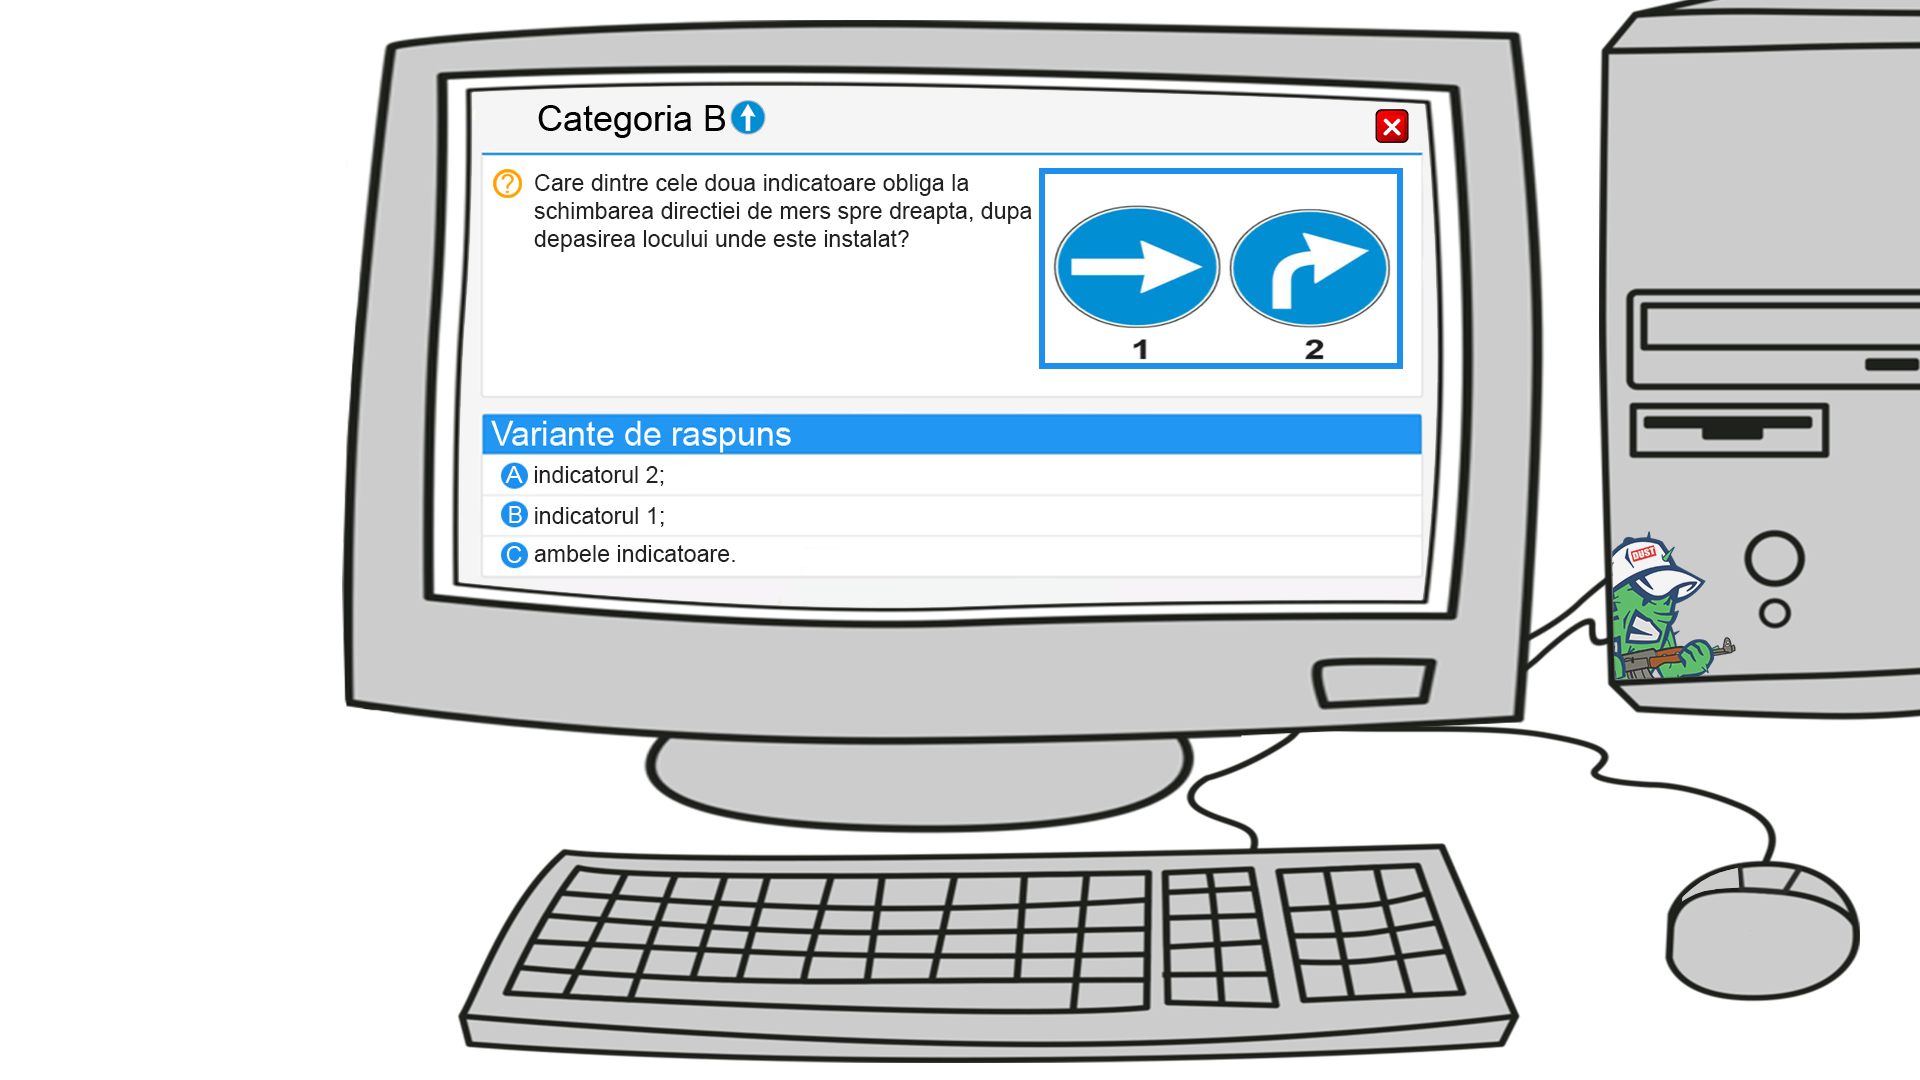 Categoria B
Care dintre cele doua indicatoare obliga la
schimbarea directiei de mers spre dreapta, dupa
depasirea locului unde este instalat?
1
2
Variante de raspuns
A indicatorul 2;
B indicatorul 1;
C ambele indicatoare.
DUST